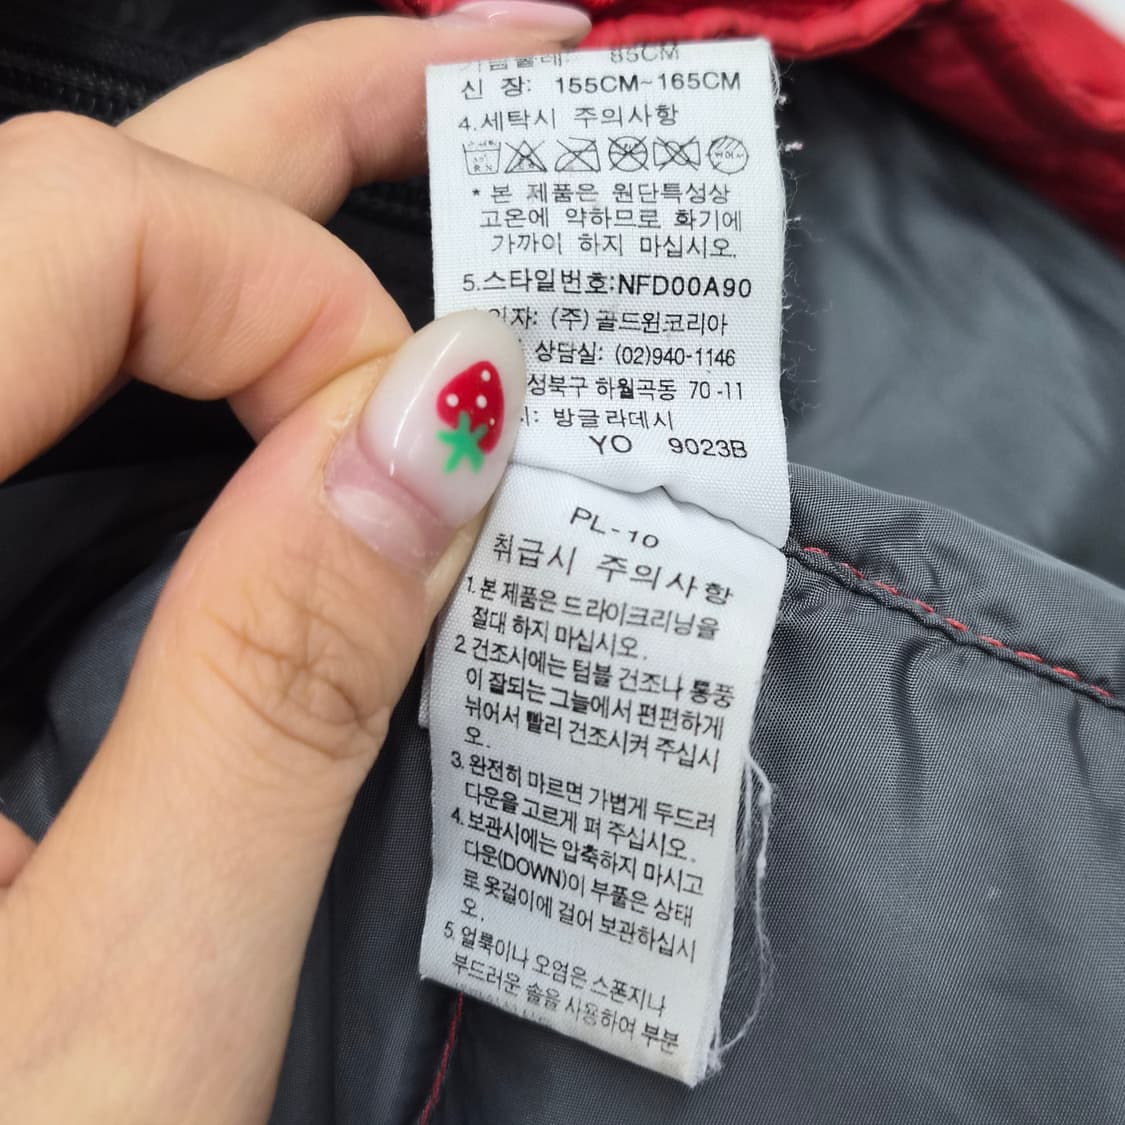 85CM
신 장: 155CM~165CM
4.세탁시 주의사항
* 본 제품은 원단특성상
고온에 약하므로 화기에
가까이 하지 마십시오.
5.스타일번호:NFD00A90
자: (주)골드윈코리아
상담실: (02)940-1146
성북구 하월곡동 70-11
: 방글라데시
YO 9023B
PL-10
취급시 주의사항
1.본 제품은 드라이크리닝을
절대 하지 마십시오.
2 건조시에는 텀블 건조나 통풍
이 잘되는 그늘에서 편편하게
뉘어서 빨리 건조시켜 주십시
오.
3.완전히 마르면 가볍게 두드려
다운을 고르게 펴 주십시오.
4.보관시에는 압축하지 마시고
다운(DOWN)이 부풀은 상태
로 옷걸이에 걸어 보관하십시
오.
5.얼룩이나 오염은 스폰지나
부드러운 솔을 사용하여 부분